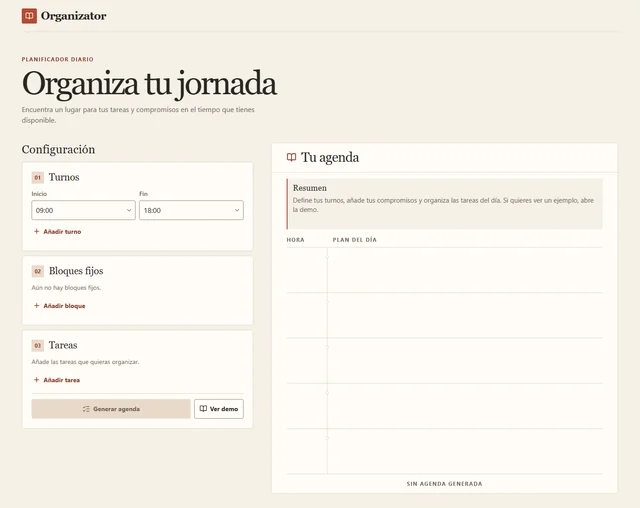 Organizator
PLANIFICADOR DIARIO
Organiza tu jornada
Encuentra un lugar para tus tareas y compromisos en el tiempo que tienes
disponible.
Configuración
01 Turnos
Inicio Fin
09:00 18:00
+ Añadir turno
02 Bloques fijos
Aún no hay bloques fijos.
+ Añadir bloque
03 Tareas
Añade las tareas que quieras organizar.
+ Añadir tarea
Generar agenda Ver demo
Tu agenda
Resumen
Define tus turnos, añade tus compromisos y organiza las tareas del día. Si quieres ver un ejemplo, abre
la demo.
HORA PLAN DEL DÍA
SIN AGENDA GENERADA